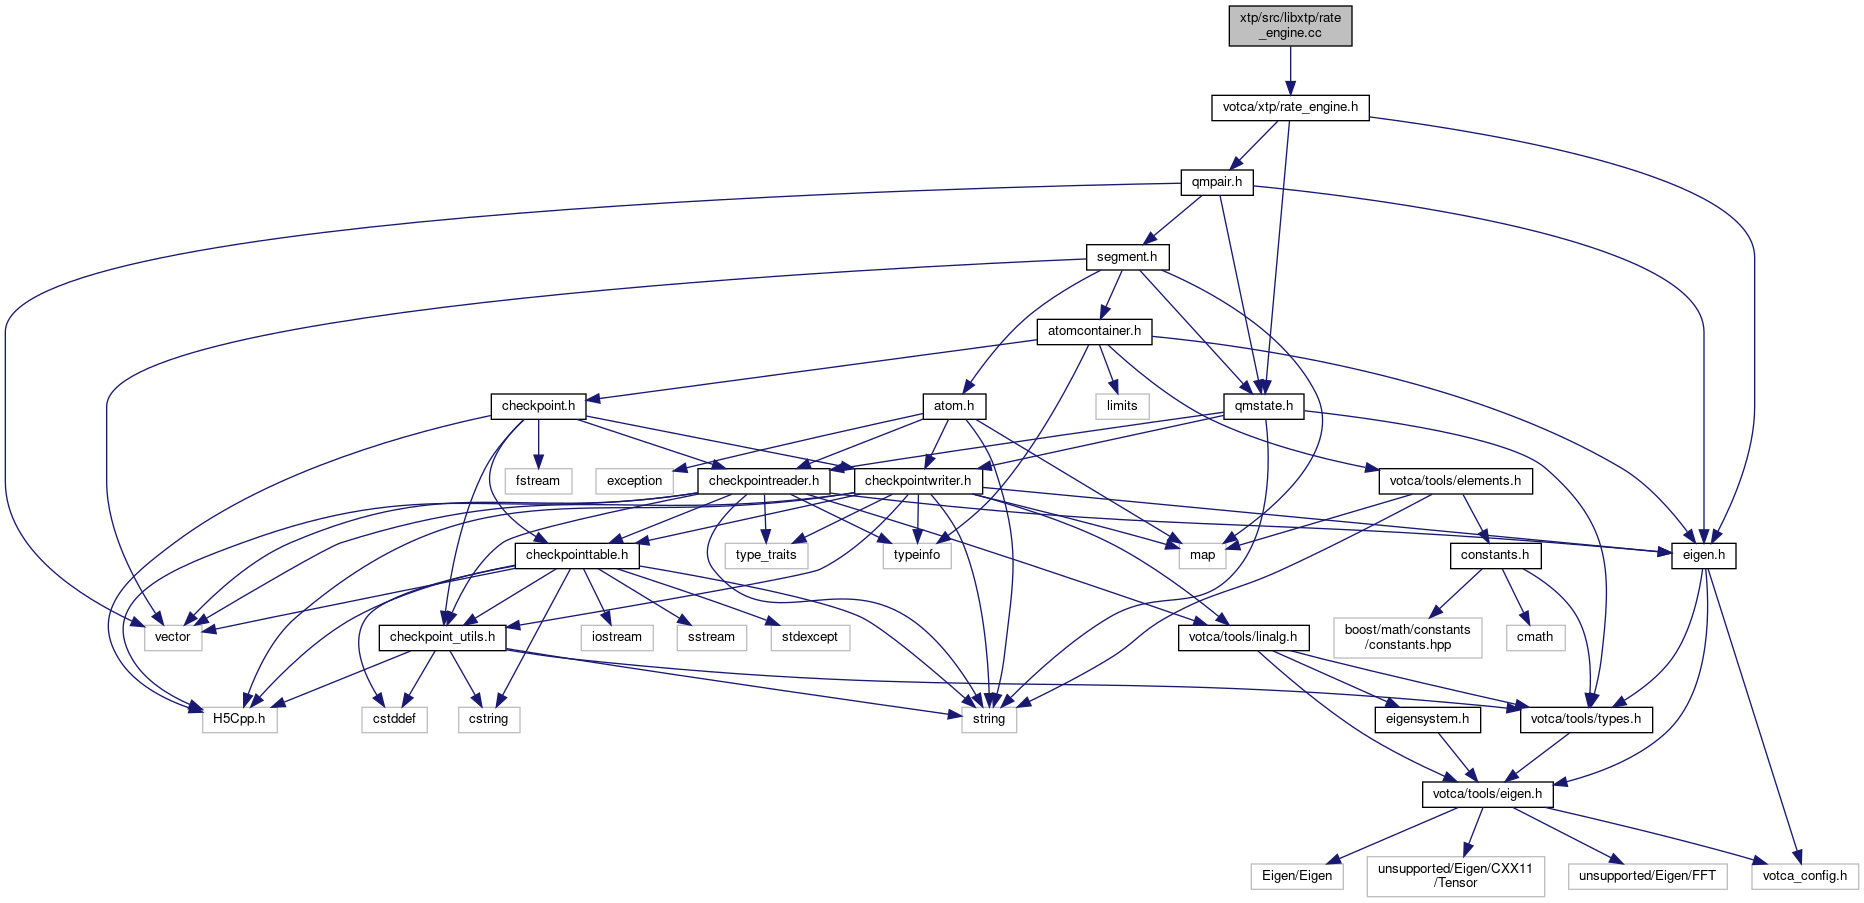 xtp/src/libxtp/rate
_engine.cc
votca/xtp/rate_engine.h
qmpair.h
segment.h
atomcontainer.h
checkpoint.h
atom.h
limits
qmstate.h
fstream
exception
checkpointreader.h
checkpointwriter.h
votca/tools/elements.h
checkpointtable.h
type_traits
typeinfo
map
constants.h
eigen.h
vector
checkpoint_utils.h
iostream
sstream
stdexcept
votca/tools/linalg.h
boost/math/constants
/constants.hpp
cmath
H5Cpp.h
cstddef
cstring
string
eigensystem.h
votca/tools/types.h
votca/tools/eigen.h
Eigen/Eigen
unsupported/Eigen/CXX11
/Tensor
unsupported/Eigen/FFT
votca_config.h